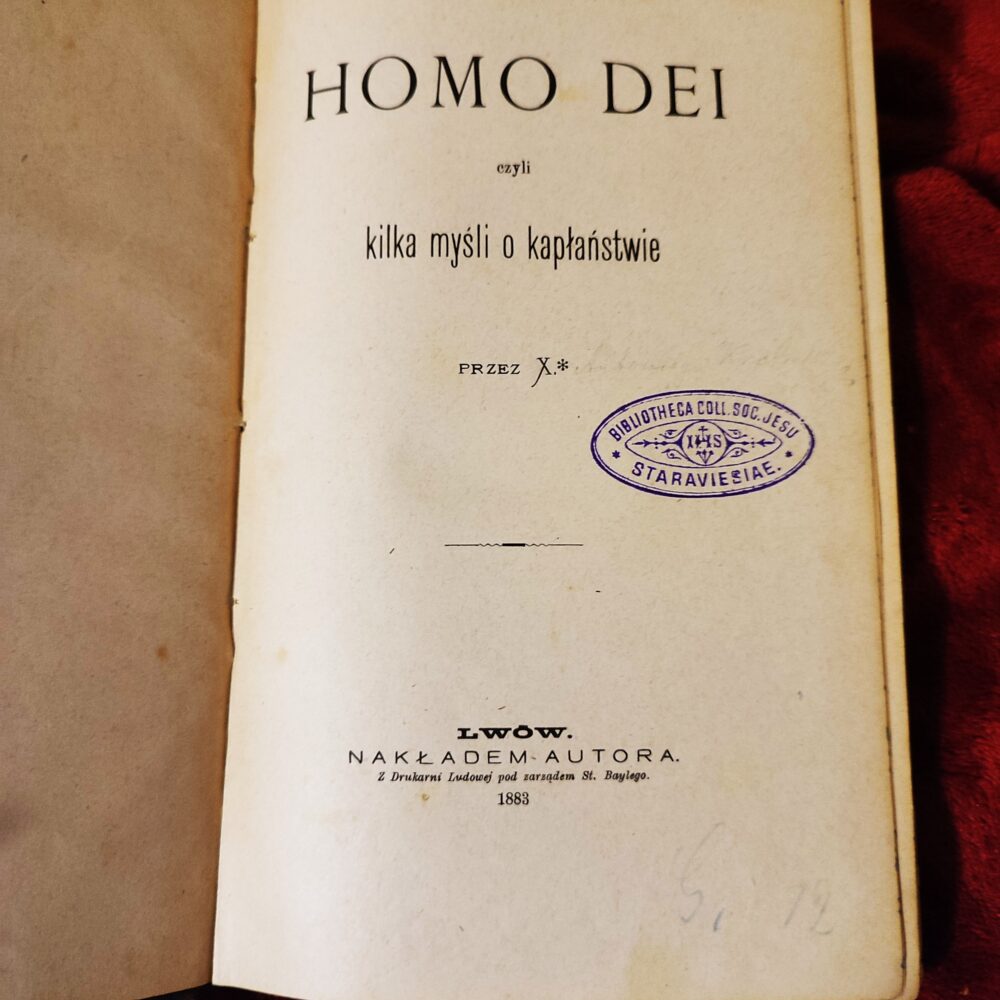 HOMO DEI
czyli
kilka myśli o kapłaństwie
PRZEZ X.*
BIBLIOTHECA COLL. SOC. JESU
IHS
* STARAVIESIAE. *
LWÓW.
NAKŁADEM AUTORA.
Z Drukarni Ludowej pod zarządem St. Baylego.
1883
12